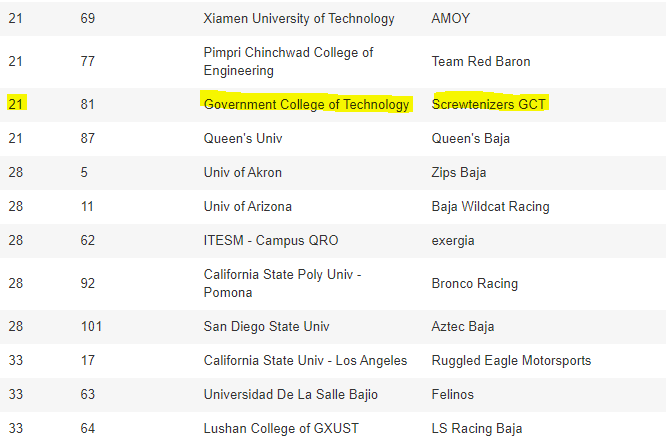 21 69 Xiamen University of Technology AMOY
21 77 Pimpri Chinchwad College of Engineering Team Red Baron
21 81 Government College of Technology Screwtenizers GCT
21 87 Queen's Univ Queen's Baja
28 5 Univ of Akron Zips Baja
28 11 Univ of Arizona Baja Wildcat Racing
28 62 ITESM - Campus QRO exergia
28 92 California State Poly Univ - Pomona Bronco Racing
28 101 San Diego State Univ Aztec Baja
33 17 California State Univ - Los Angeles Ruggled Eagle Motorsports
33 63 Universidad De La Salle Bajio Felinos
33 64 Lushan College of GXUST LS Racing Baja